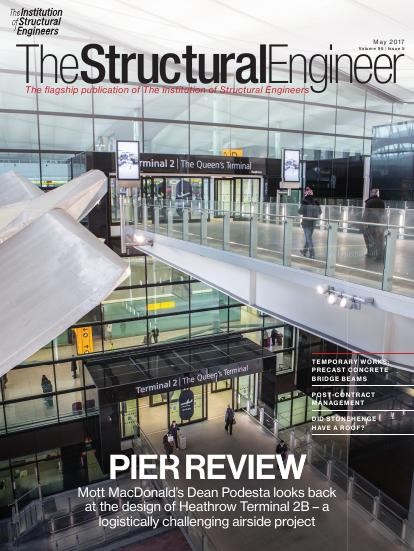 The Institution
of Structural
Engineers
May 2017
Volume 95 | Issue 5
TheStructuralEngineer
The flagship publication of The Institution of Structural Engineers
rminal 2 | The Queen's Terminal
Terminal 2 | The Queen's Terminal
TEMPORARY WORKS:
PRECAST CONCRETE
BRIDGE BEAMS
POST-CONTRACT
MANAGEMENT
DID STONEHENGE
HAVE A ROOF?
PIER REVIEW
Mott MacDonald's Dean Podesta looks back
at the design of Heathrow Terminal 2B – a
logistically challenging airside project